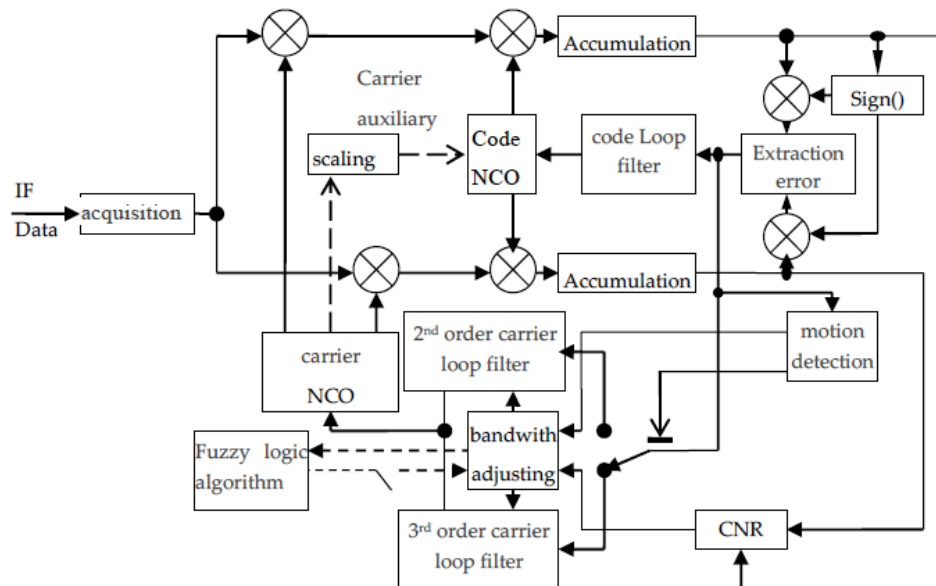 Accumulation
Carrier
auxiliary
Sign()
scaling
Code
NCO
code Loop
filter
Extraction
error
IF
Data
acquisition
Accumulation
2nd order carrier
loop filter
motion
detection
carrier
NCO
bandwith
adjusting
Fuzzy logic
algorithm
3rd order carrier
loop filter
CNR